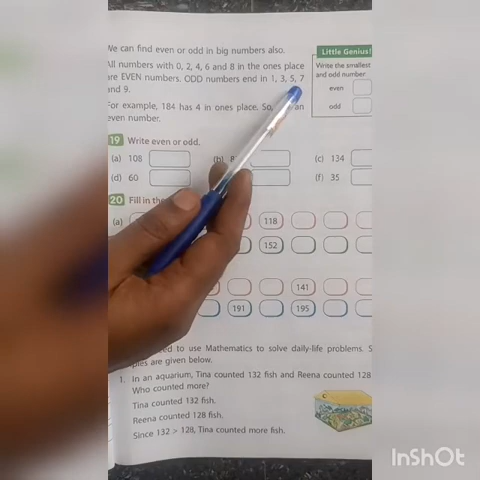 We can find even or odd in big numbers also.
All numbers with 0, 2, 4, 6 and 8 in the ones place
are EVEN numbers. ODD numbers end in 1, 3, 5, 7
and 9.
For example, 184 has 4 in ones place. So, an
even number.
Little Genius!
Write the smallest
and odd number
even
odd
19 Write even or odd.
(a) 108 (b) 8 (c) 134
(d) 60 (f) 35
20 Fill in the
(a) 118
152
141
191 195
to use Mathematics to solve daily-life problems. S
are given below.
1. In an aquarium, Tina counted 132 fish and Reena counted 128
Who counted more?
Tina counted 132 fish.
Reena counted 128 fish.
Since 132 > 128, Tina counted more fish.
InShOt